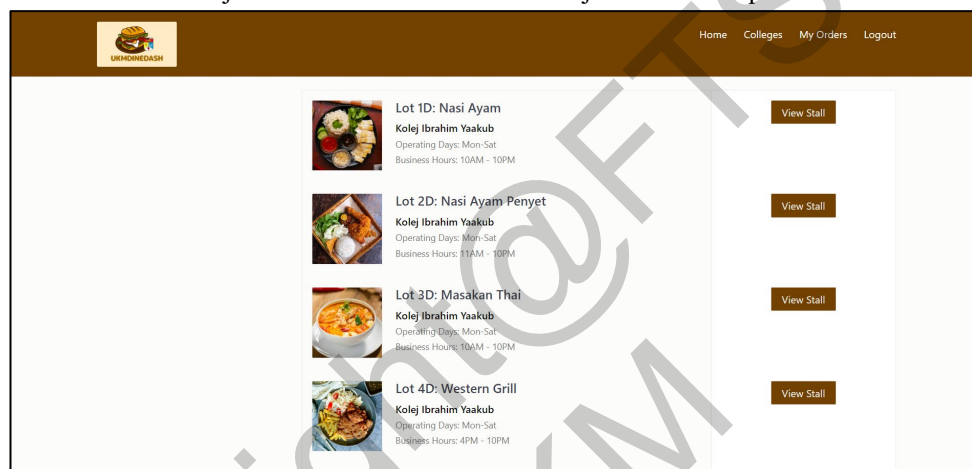 UKMDINEDASH
Home Colleges My Orders Logout
Lot 1D: Nasi Ayam
Kolej Ibrahim Yaakub
Operating Days: Mon-Sat
Business Hours: 10AM - 10PM
View Stall
Lot 2D: Nasi Ayam Penyet
Kolej Ibrahim Yaakub
Operating Days: Mon-Sat
Business Hours: 11AM - 10PM
View Stall
Lot 3D: Masakan Thai
Kolej Ibrahim Yaakub
Operating Days: Mon-Sat
Business Hours: 10AM - 10PM
View Stall
Lot 4D: Western Grill
Kolej Ibrahim Yaakub
Operating Days: Mon-Sat
Business Hours: 4PM - 10PM
View Stall